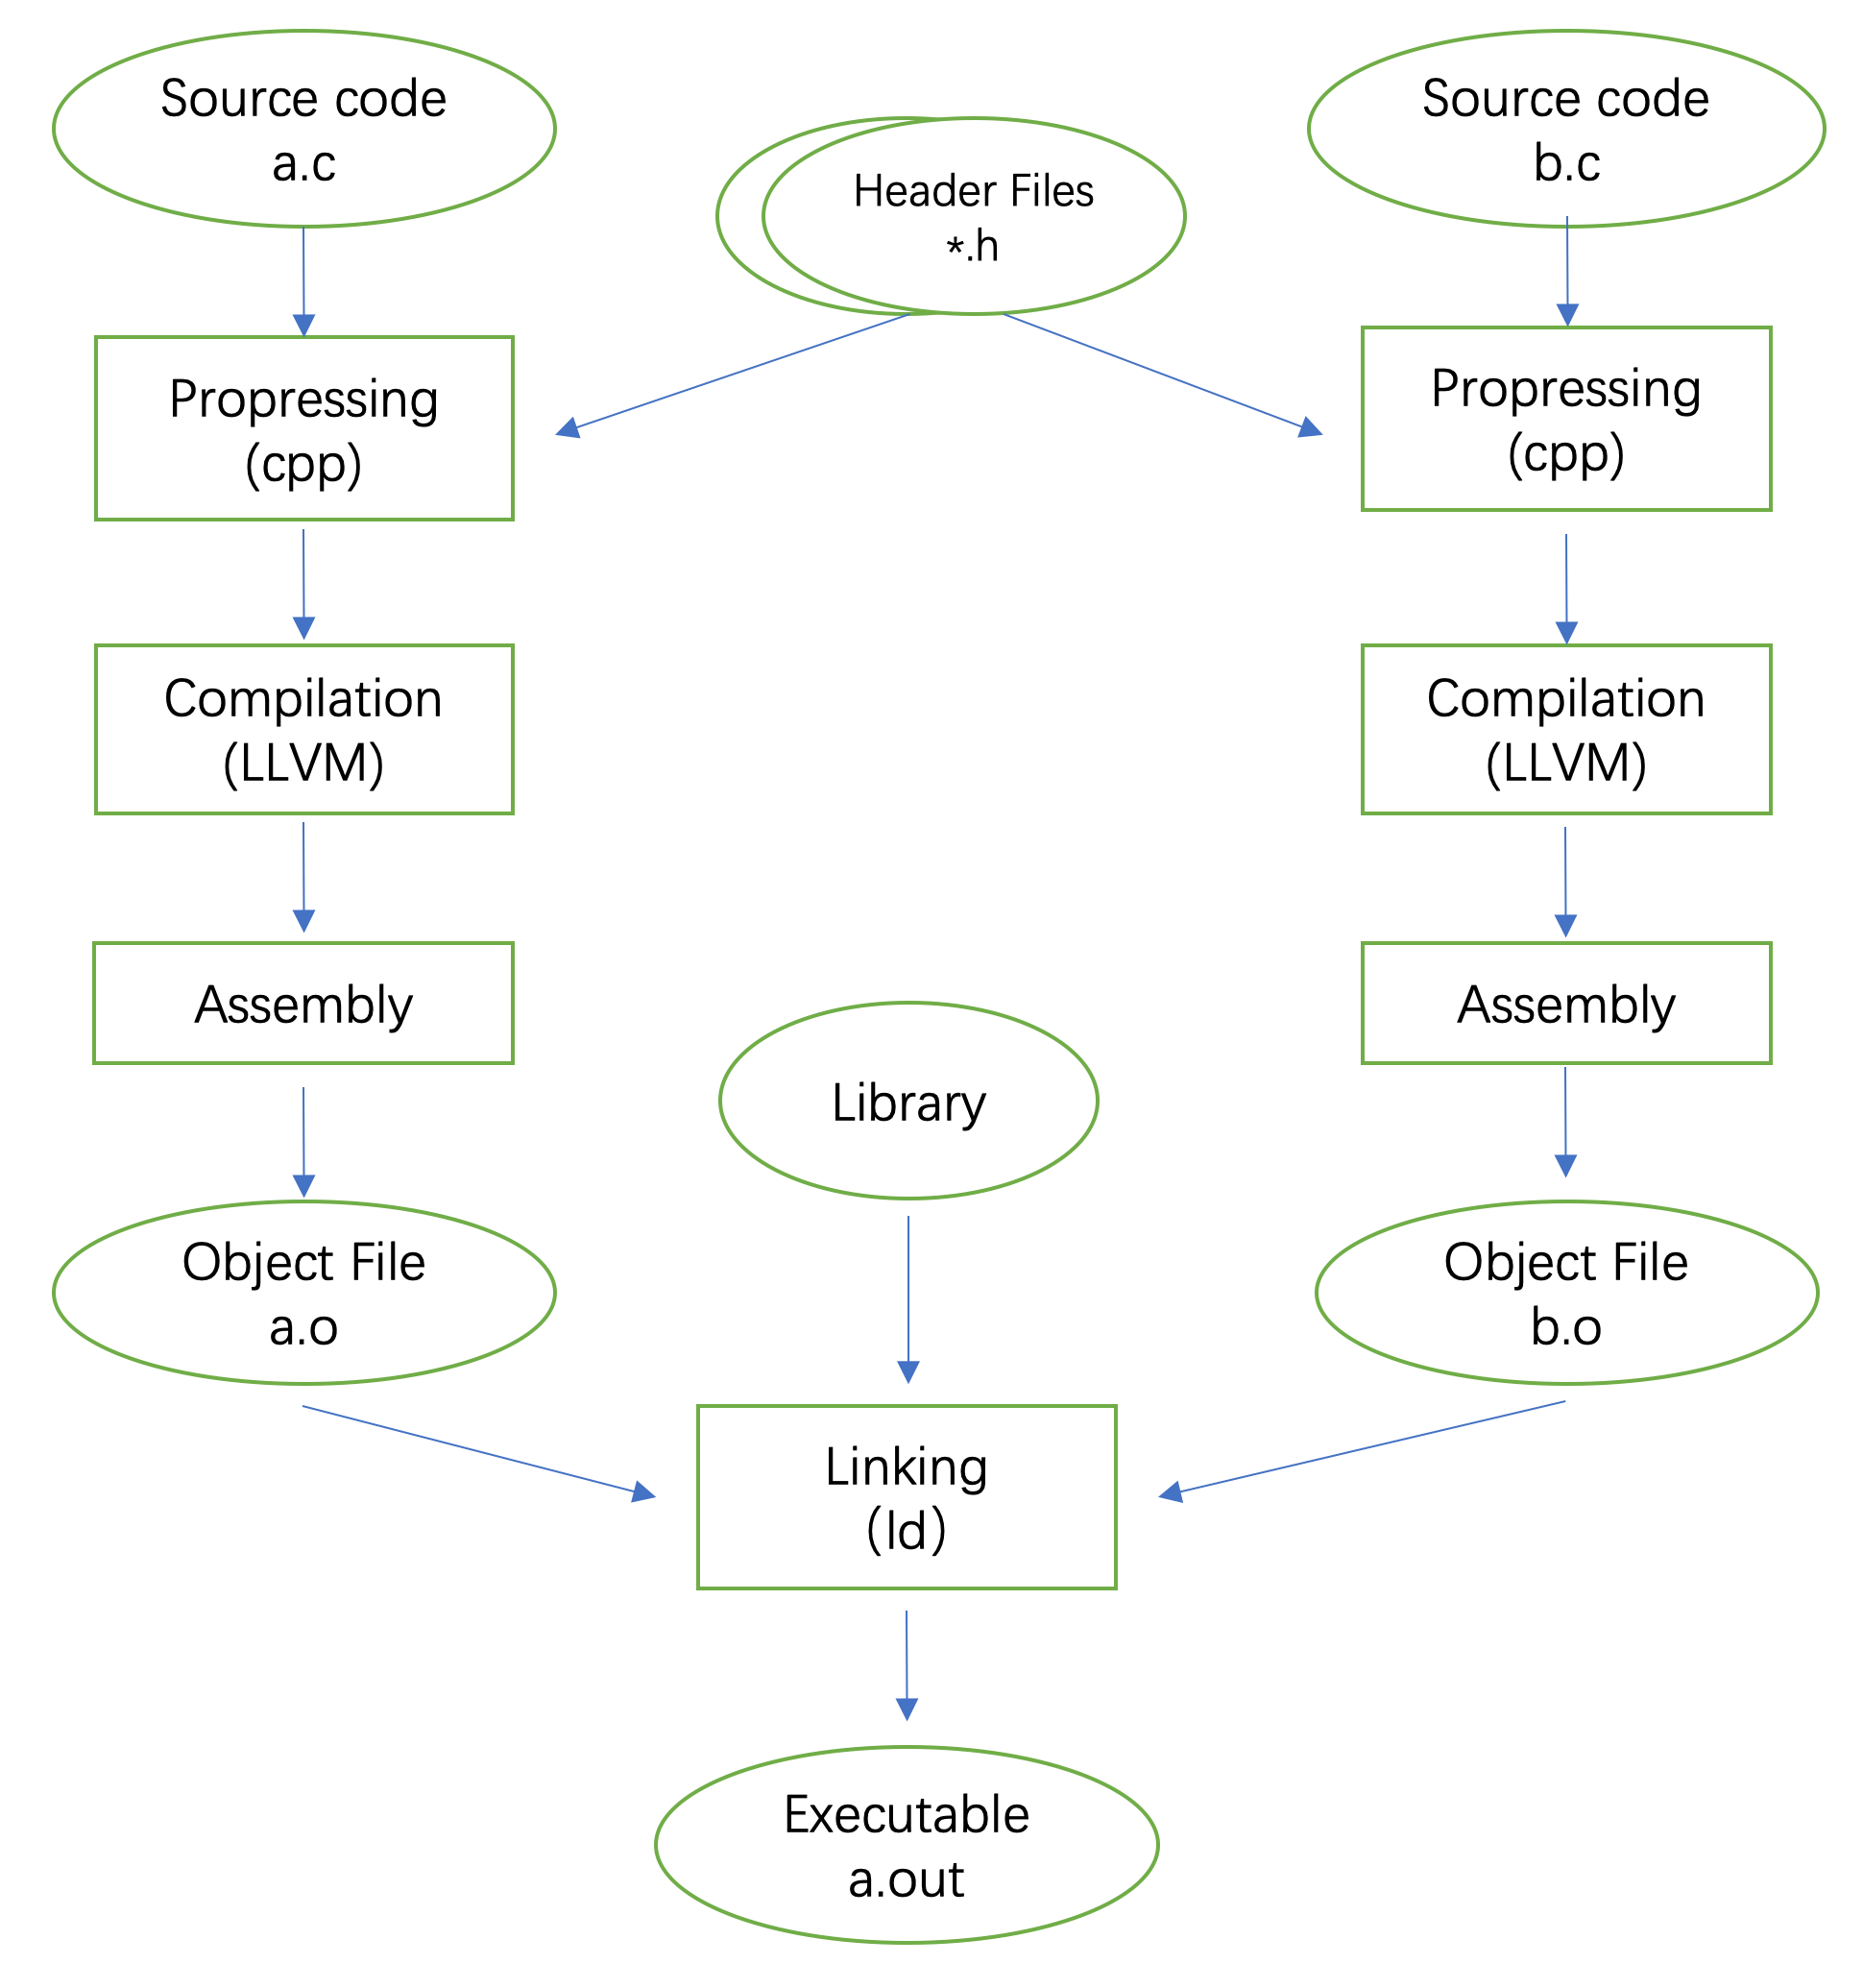 Source code
a.c
Header Files
*.h
Source code
b.c
Propressing
(cpp)
Propressing
(cpp)
Compilation
(LLVM)
Compilation
(LLVM)
Assembly
Assembly
Library
Object File
a.o
Object File
b.o
Linking
(ld)
Executable
a.out